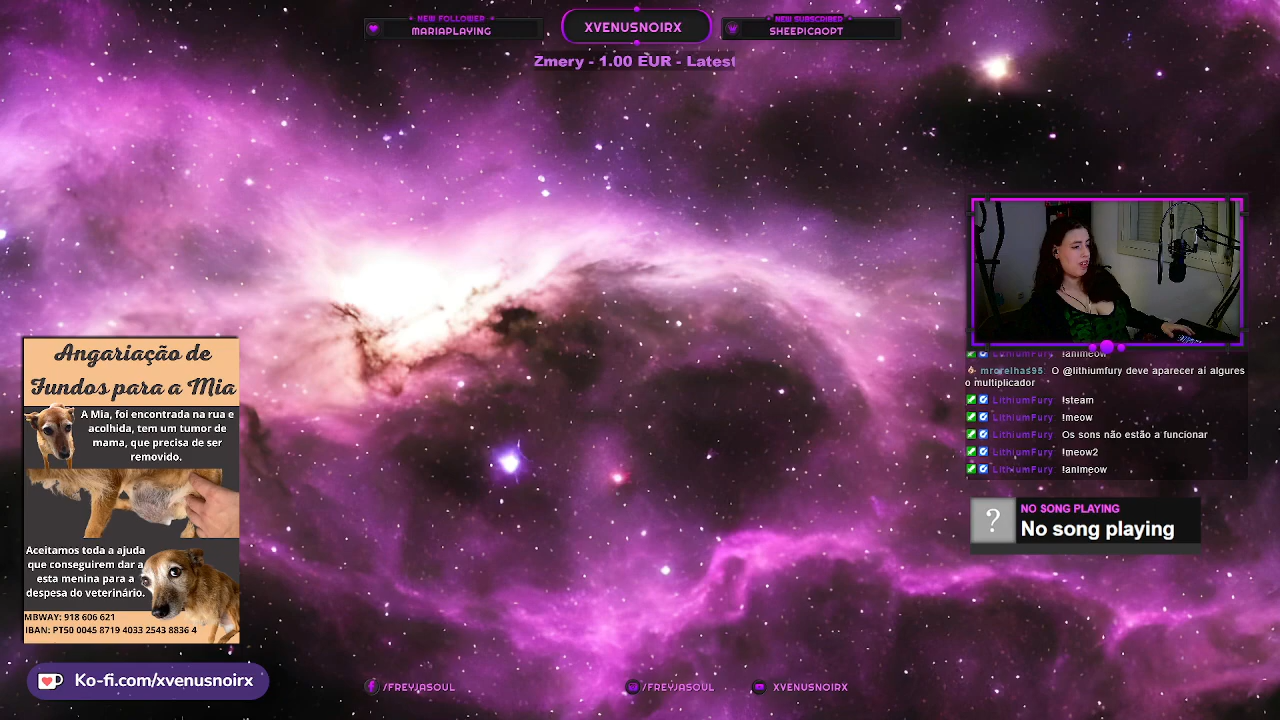 NEW FOLLOWER
MARIAPLAYING
XVENUSNOIRX
NEW SUBSCRIBED
SHEEPICAOPT
Zmery - 1.00 EUR - Latest
Angariação de
Fundos para a Mia
A Mia, foi encontrada na rua e
acolhida, tem um tumor de
mama, que precisa de ser
removido.
Aceitamos toda a ajuda
que conseguirem dar a
esta menina para a
despesa do veterinário.
MBWAY: 918 606 621
IBAN: PT50 0045 8719 4033 2543 8836 4
Ko-fi.com/xvenusnoirx
LithiumFury !animeow
mrorelhas95 O @lithiumfury deve aparecer aí algures
o multiplicador
LithiumFury !steam
LithiumFury !meow
LithiumFury Os sons não estão a funcionar
LithiumFury !meow2
LithiumFury !animeow
?
NO SONG PLAYING
No song playing
/FREYJASOUL
/FREYJASOUL
XVENUSNOIRX